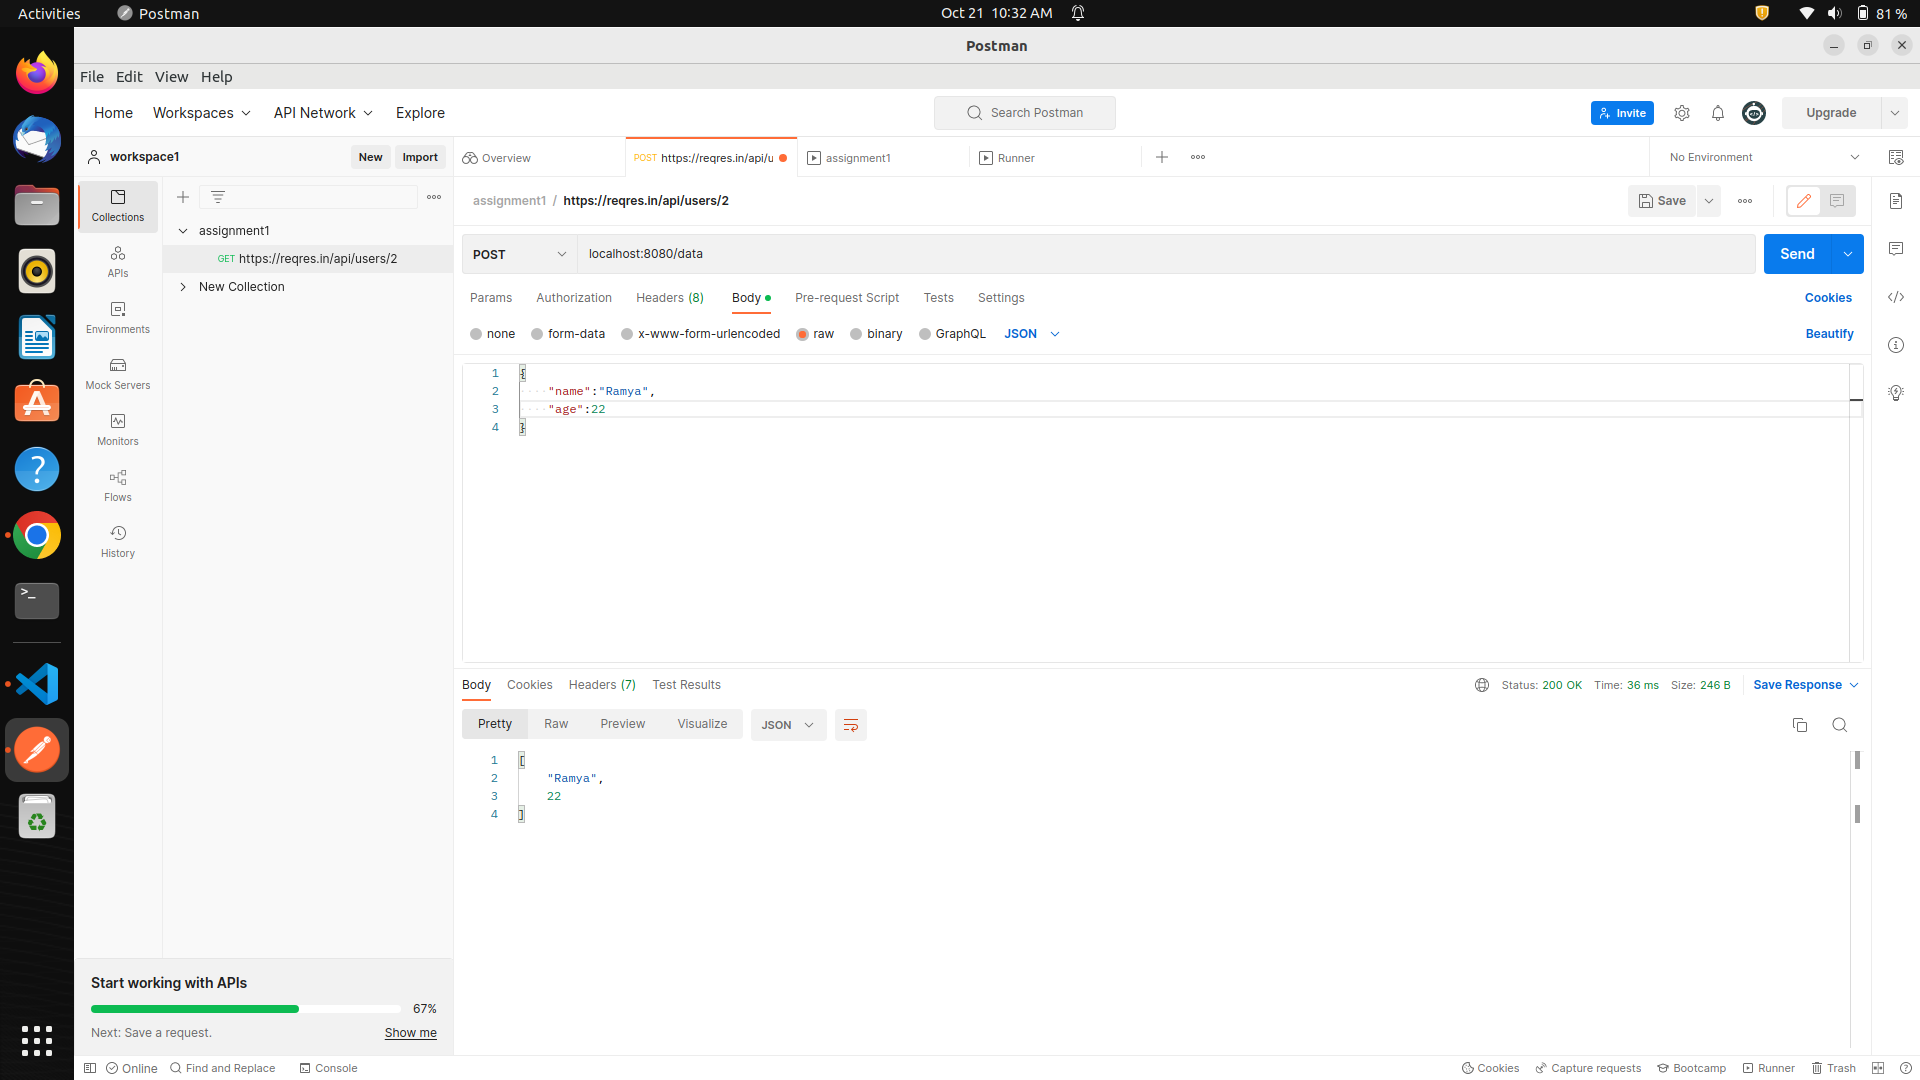 Activities
Postman
Oct 21 10:32 AM
81 %
Postman
File Edit View Help
Home Workspaces API Network Explore
Search Postman
Invite
Upgrade
workspace1
New Import
Overview
POST https://reqres.in/api/u
assignment1
Runner
No Environment
Collections
APIs
Environments
Mock Servers
Monitors
Flows
History
assignment1
GET https://reqres.in/api/users/2
New Collection
assignment1 / https://reqres.in/api/users/2
Save
POST
localhost:8080/data
Send
Params Authorization Headers (8) Body Pre-request Script Tests Settings
Cookies
none form-data x-www-form-urlencoded raw binary GraphQL JSON
Beautify
1 {
2 "name":"Ramya",
3 "age":22
4 }
Body Cookies Headers (7) Test Results
Status: 200 OK Time: 36 ms Size: 246 B
Save Response
Pretty Raw Preview Visualize JSON
1 [
2 "Ramya",
3 22
4 ]
Start working with APIs
67%
Next: Save a request.
Show me
Online Find and Replace Console
Cookies Capture requests Bootcamp Runner Trash